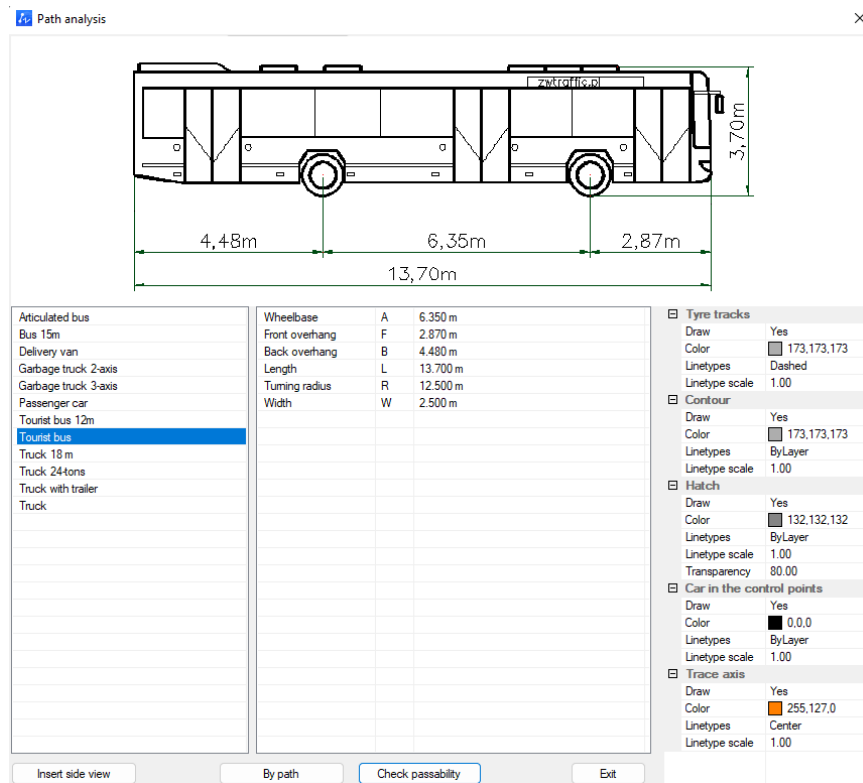 Path analysis
zwtraffic.pl
3,70m
4,48m
6,35m
2,87m
13,70m
Articulated bus
Bus 15m
Delivery van
Garbage truck 2-axis
Garbage truck 3-axis
Passenger car
Tourist bus 12m
Tourist bus
Truck 18 m
Truck 24-tons
Truck with trailer
Truck
Wheelbase A 6.350 m
Front overhang F 2.870 m
Back overhang B 4.480 m
Length L 13.700 m
Turning radius R 12.500 m
Width W 2.500 m
Tyre tracks
Draw Yes
Color 173,173,173
Linetypes Dashed
Linetype scale 1.00
Contour
Draw Yes
Color 173,173,173
Linetypes ByLayer
Linetype scale 1.00
Hatch
Draw Yes
Color 132,132,132
Linetypes ByLayer
Linetype scale 1.00
Transparency 80.00
Car in the control points
Draw Yes
Color 0,0,0
Linetypes ByLayer
Linetype scale 1.00
Trace axis
Draw Yes
Color 255,127,0
Linetypes Center
Linetype scale 1.00
Insert side view
By path
Check passability
Exit